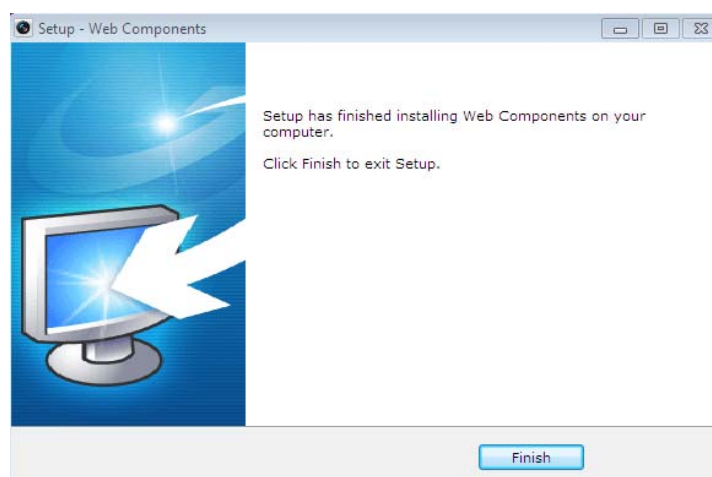 Setup - Web Components
Setup has finished installing Web Components on your
computer.
Click Finish to exit Setup.
Finish